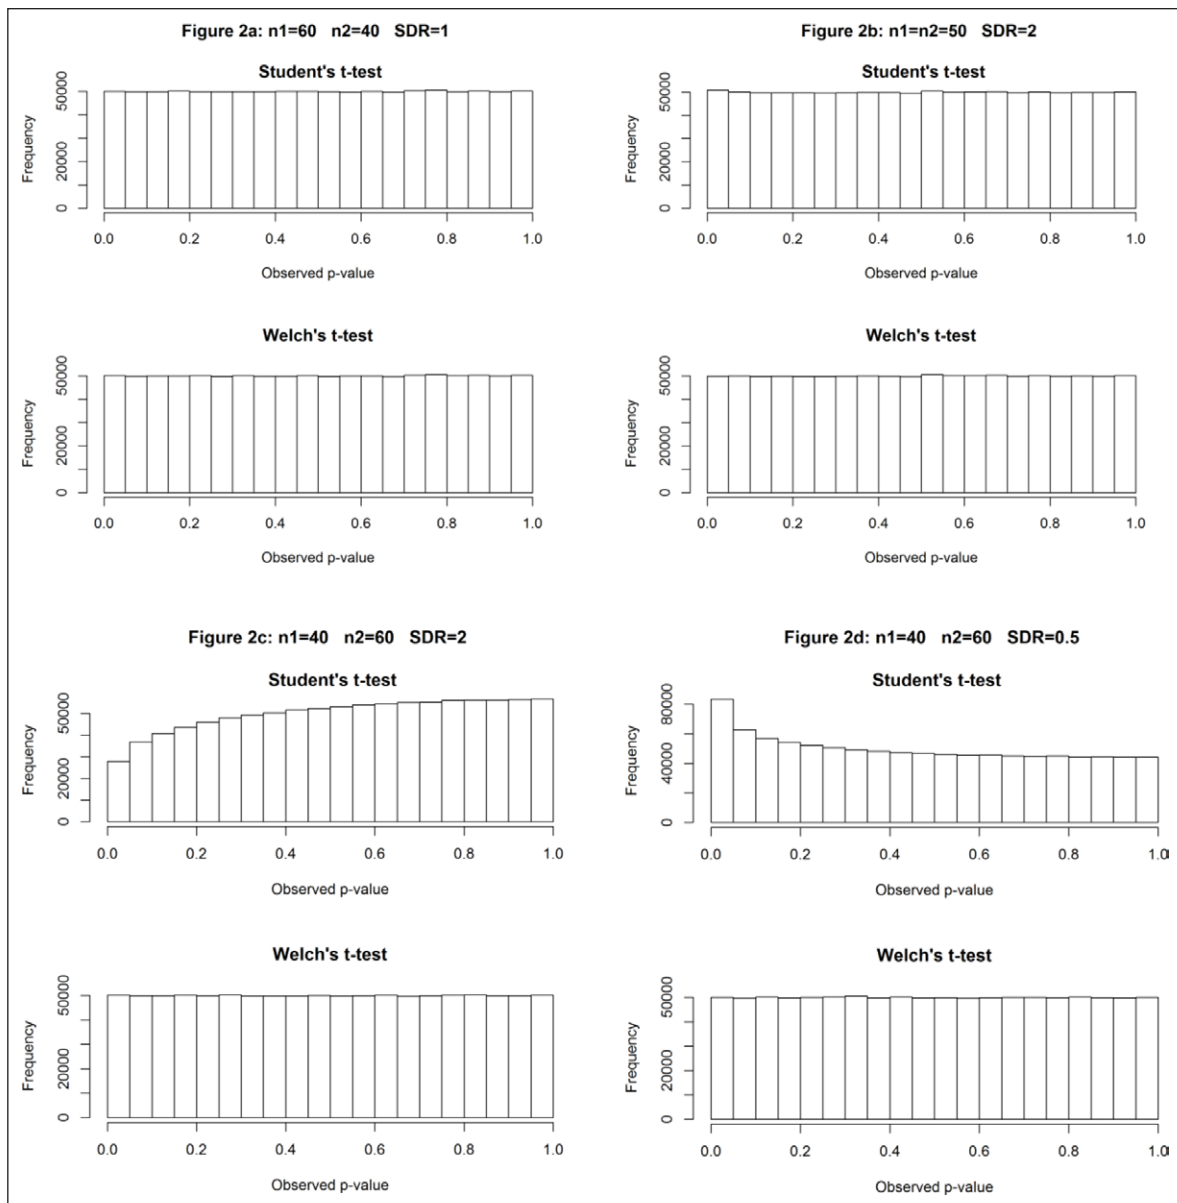 Figure 2a: n1=60 n2=40 SDR=1
Student's t-test
Frequency
0 20000 50000
0.0 0.2 0.4 0.6 0.8 1.0
Observed p-value
Welch's t-test
Frequency
0 20000 50000
0.0 0.2 0.4 0.6 0.8 1.0
Observed p-value
Figure 2b: n1=n2=50 SDR=2
Student's t-test
Frequency
0 20000 50000
0.0 0.2 0.4 0.6 0.8 1.0
Observed p-value
Welch's t-test
Frequency
0 20000 50000
0.0 0.2 0.4 0.6 0.8 1.0
Observed p-value
Figure 2c: n1=40 n2=60 SDR=2
Student's t-test
Frequency
0 20000 50000
0.0 0.2 0.4 0.6 0.8 1.0
Observed p-value
Welch's t-test
Frequency
0 20000 50000
0.0 0.2 0.4 0.6 0.8 1.0
Observed p-value
Figure 2d: n1=40 n2=60 SDR=0.5
Student's t-test
Frequency
0 40000 80000
0.0 0.2 0.4 0.6 0.8 1.0
Observed p-value
Welch's t-test
Frequency
0 20000 50000
0.0 0.2 0.4 0.6 0.8 1.0
Observed p-value